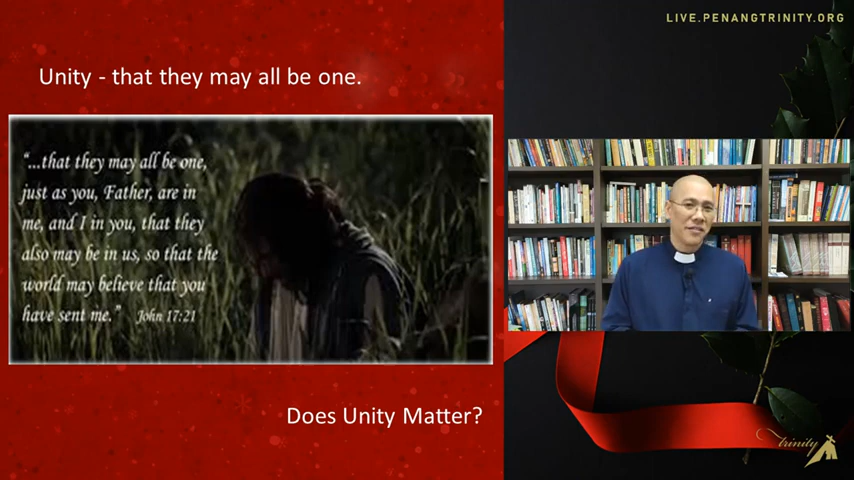 LIVE.PENANGTRINITY.ORG
Unity - that they may all be one.
“...that they may all be one,
just as you, Father, are in
me, and I in you, that they
also may be in us, so that the
world may believe that you
have sent me.” John 17:21
Does Unity Matter?
trinity